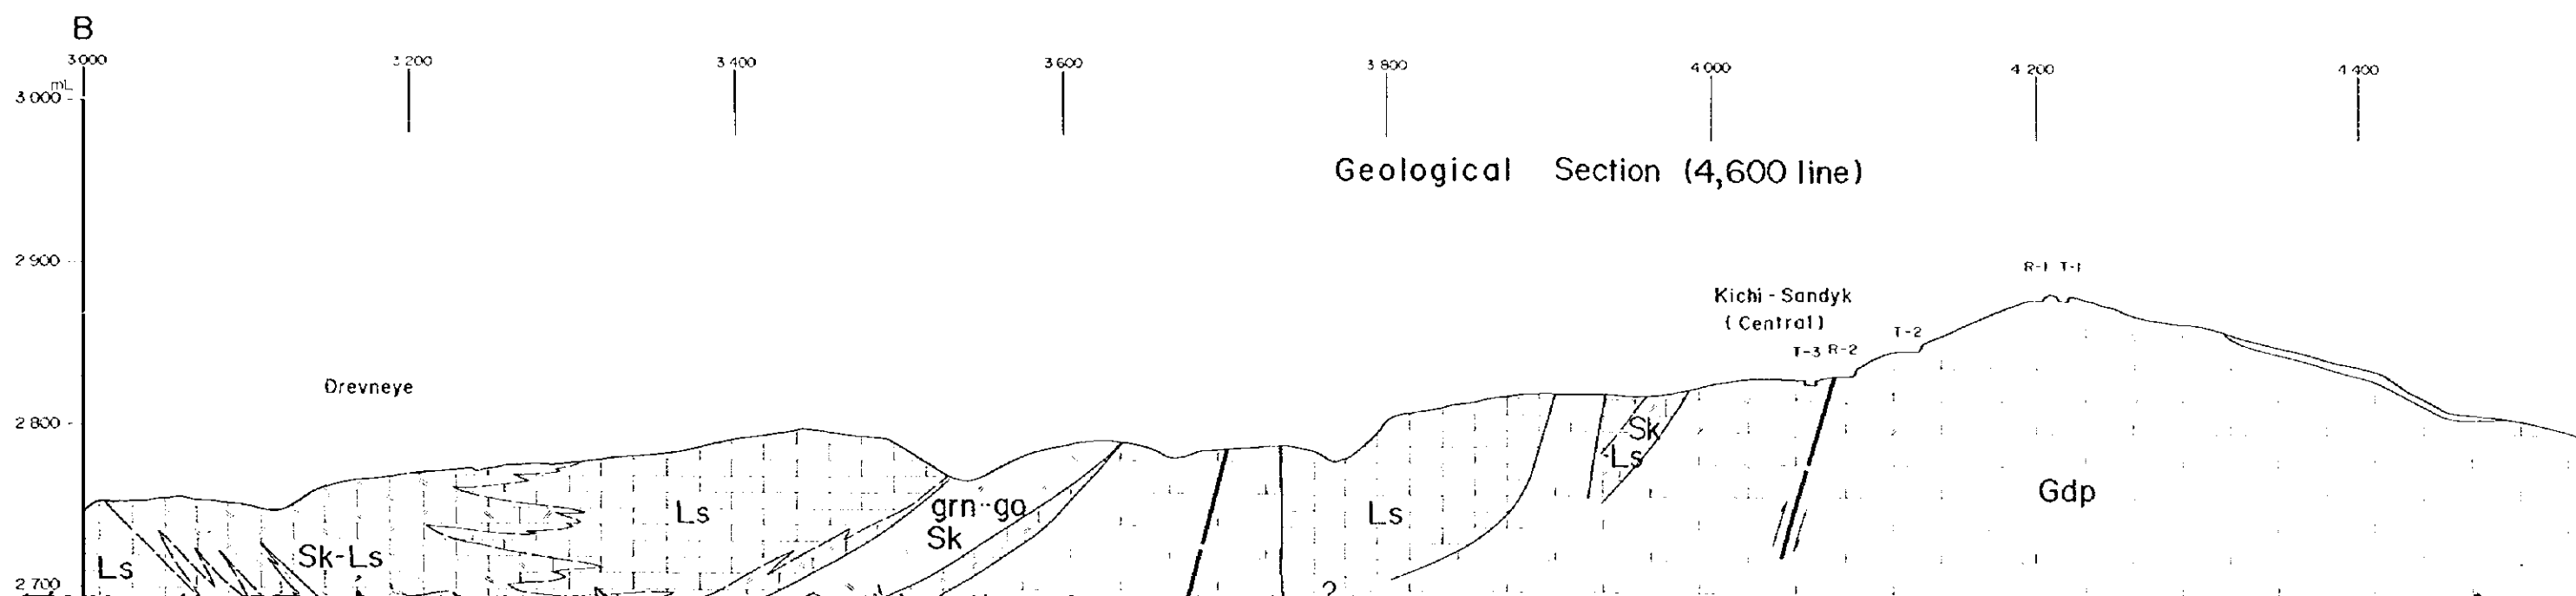 B
3 000 3 200 3 400 3 600 3 800 4 000 4 200 4 400
mL
3 000
Geological Section (4,600 line)
2 900
R-1 T-1
Kichi - Sandyk
( Central )
T-2
T-3 R-2
Drevneye
2 800
Sk
Ls
Gdp
grn-go
Ls
Ls
Sk
Sk-Ls
Ls
2 700
?